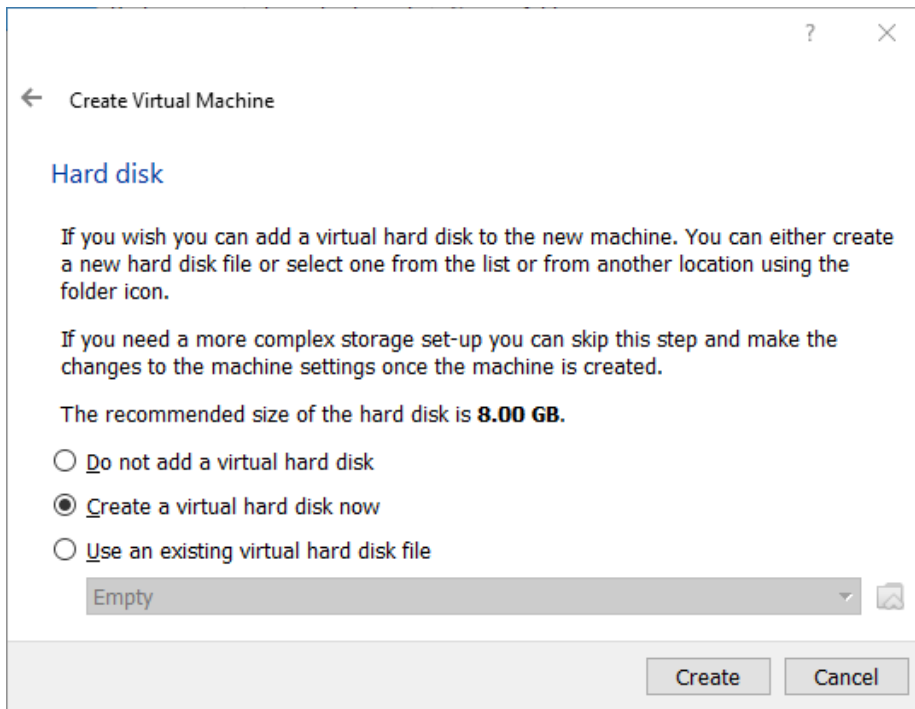 ?
Create Virtual Machine
Hard disk
If you wish you can add a virtual hard disk to the new machine. You can either create
a new hard disk file or select one from the list or from another location using the
folder icon.
If you need a more complex storage set-up you can skip this step and make the
changes to the machine settings once the machine is created.
The recommended size of the hard disk is 8.00 GB.
Do not add a virtual hard disk
Create a virtual hard disk now
Use an existing virtual hard disk file
Empty
Create Cancel